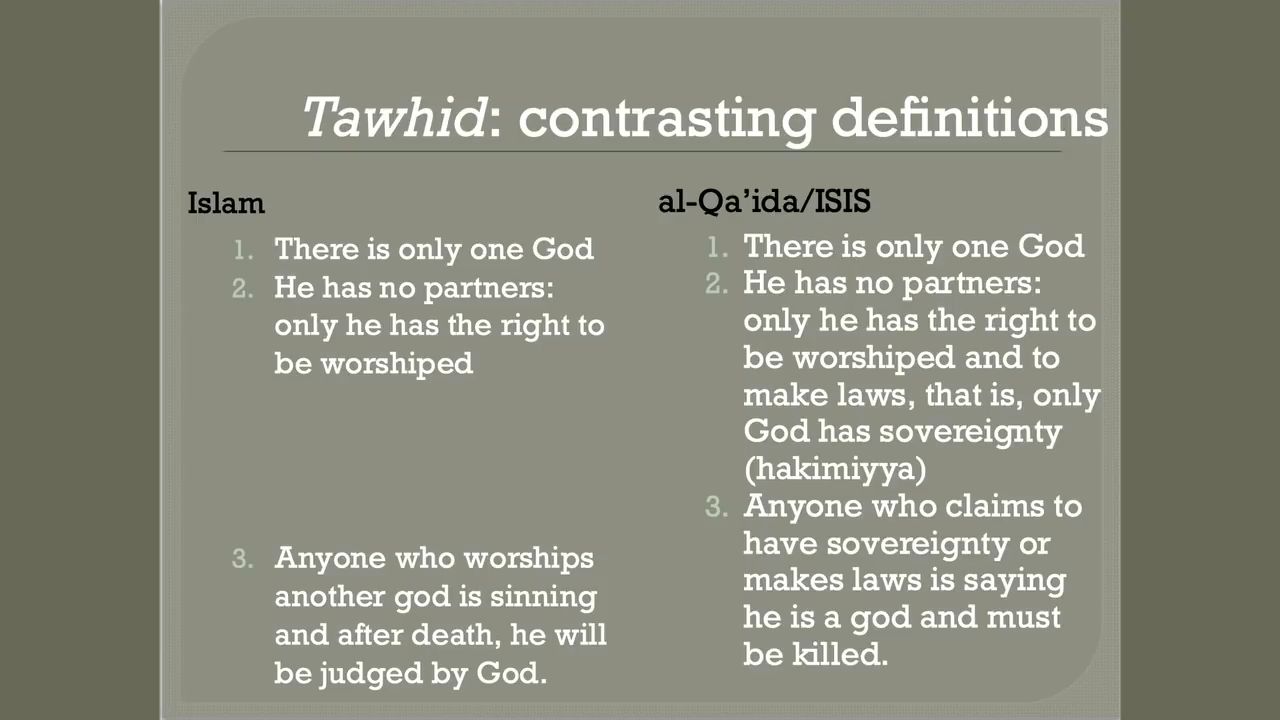 Tawhid: contrasting definitions
Islam
1. There is only one God
2. He has no partners:
only he has the right to
be worshiped
3. Anyone who worships
another god is sinning
and after death, he will
be judged by God.
al-Qa’ida/ISIS
1. There is only one God
2. He has no partners:
only he has the right to
be worshiped and to
make laws, that is, only
God has sovereignty
(hakimiyya)
3. Anyone who claims to
have sovereignty or
makes laws is saying
he is a god and must
be killed.